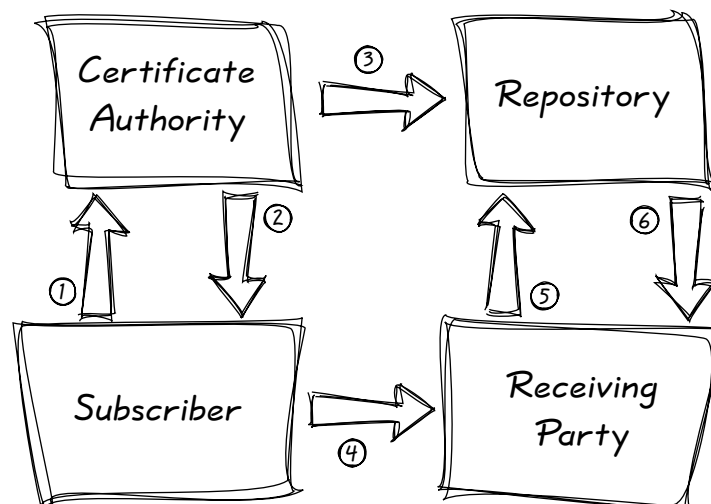 Certificate
Authority
③
Repository
①
②
⑤
⑥
Subscriber
④
Receiving
Party